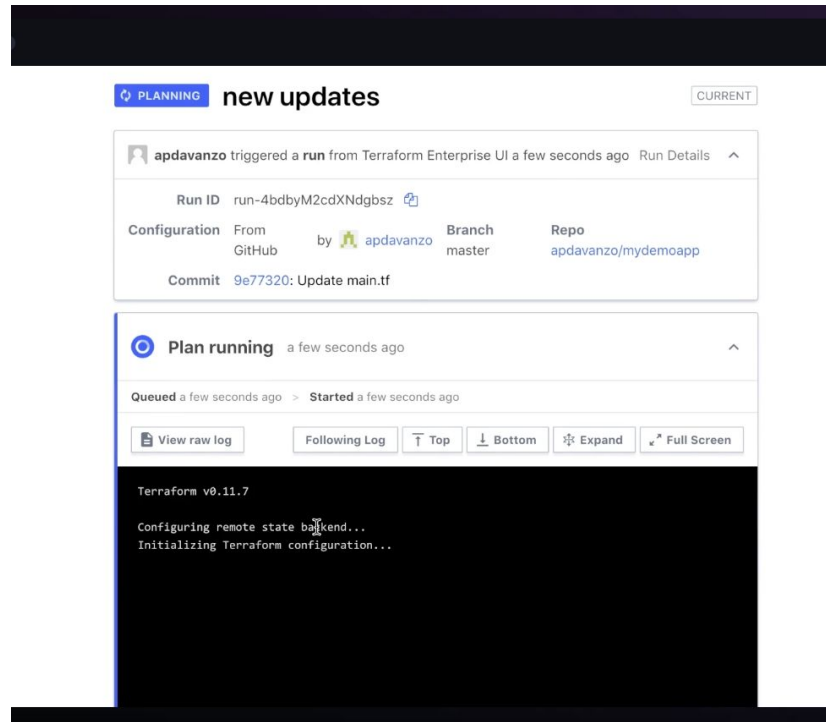 PLANNING new updates CURRENT
apdavanzo triggered a run from Terraform Enterprise UI a few seconds ago Run Details
Run ID run-4bdbyM2cdXNdgbsz
Configuration From GitHub by apdavanzo Branch master Repo apdavanzo/mydemoapp
Commit 9e77320: Update main.tf
Plan running a few seconds ago
Queued a few seconds ago > Started a few seconds ago
View raw log Following Log Top Bottom Expand Full Screen
Terraform v0.11.7
Configuring remote state backend...
Initializing Terraform configuration...